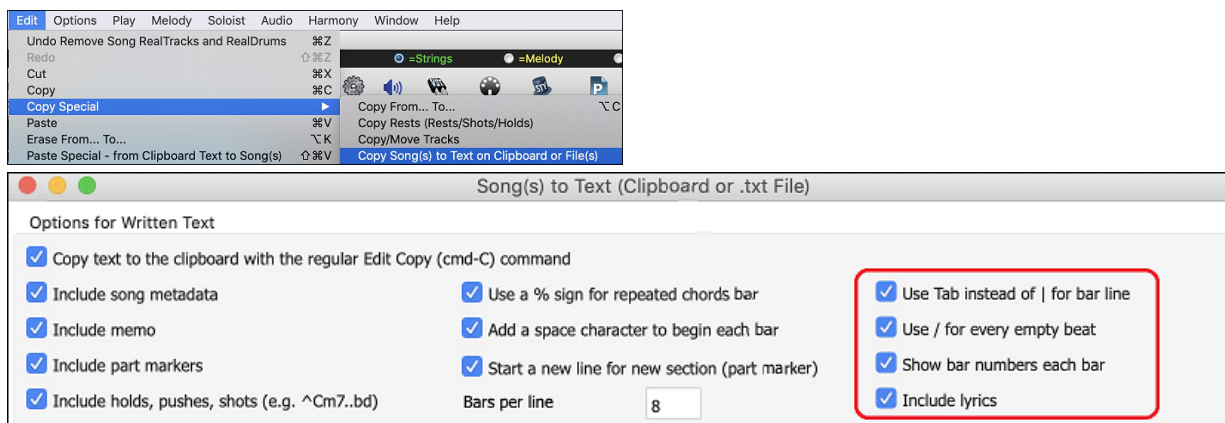 Edit Options Play Melody Soloist Audio Harmony Window Help
Undo Remove Song RealTracks and RealDrums ⌘Z
Redo ⇧⌘Z
=Strings =Melody
Cut ⌘X
Copy ⌘C
Copy Special ▶ Copy From... To... ⌥C
Paste ⌘V Copy Rests (Rests/Shots/Holds)
Erase From... To... ⌥K Copy/Move Tracks
Paste Special - from Clipboard Text to Song(s) ⇧⌘V Copy Song(s) to Text on Clipboard or File(s)
Song(s) to Text (Clipboard or .txt File)
Options for Written Text
Copy text to the clipboard with the regular Edit Copy (cmd-C) command
Include song metadata Use a % sign for repeated chords bar Use Tab instead of | for bar line
Include memo Add a space character to begin each bar Use / for every empty beat
Include part markers Start a new line for new section (part marker) Show bar numbers each bar
Include holds, pushes, shots (e.g. ^Cm7..bd) Bars per line 8 Include lyrics